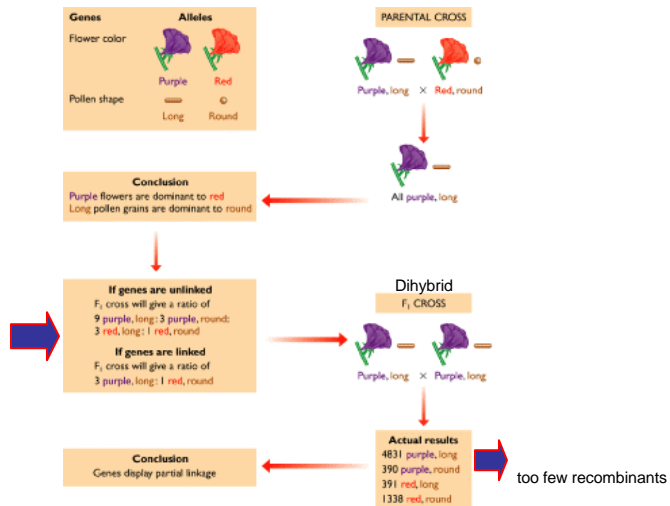 Genes Alleles
Flower color
Purple Red
Pollen shape
Long Round
PARENTAL CROSS
Purple, long × Red, round
All purple, long
Conclusion
Purple flowers are dominant to red
Long pollen grains are dominant to round
If genes are unlinked
F₁ cross will give a ratio of
9 purple, long: 3 purple, round:
3 red, long: 1 red, round
If genes are linked
F₁ cross will give a ratio of
3 purple, long: 1 red, round
Dihybrid
F₁ CROSS
Purple, long × Purple, long
Actual results
4831 purple, long
390 purple, round
391 red, long
1338 red, round
too few recombinants
Conclusion
Genes display partial linkage